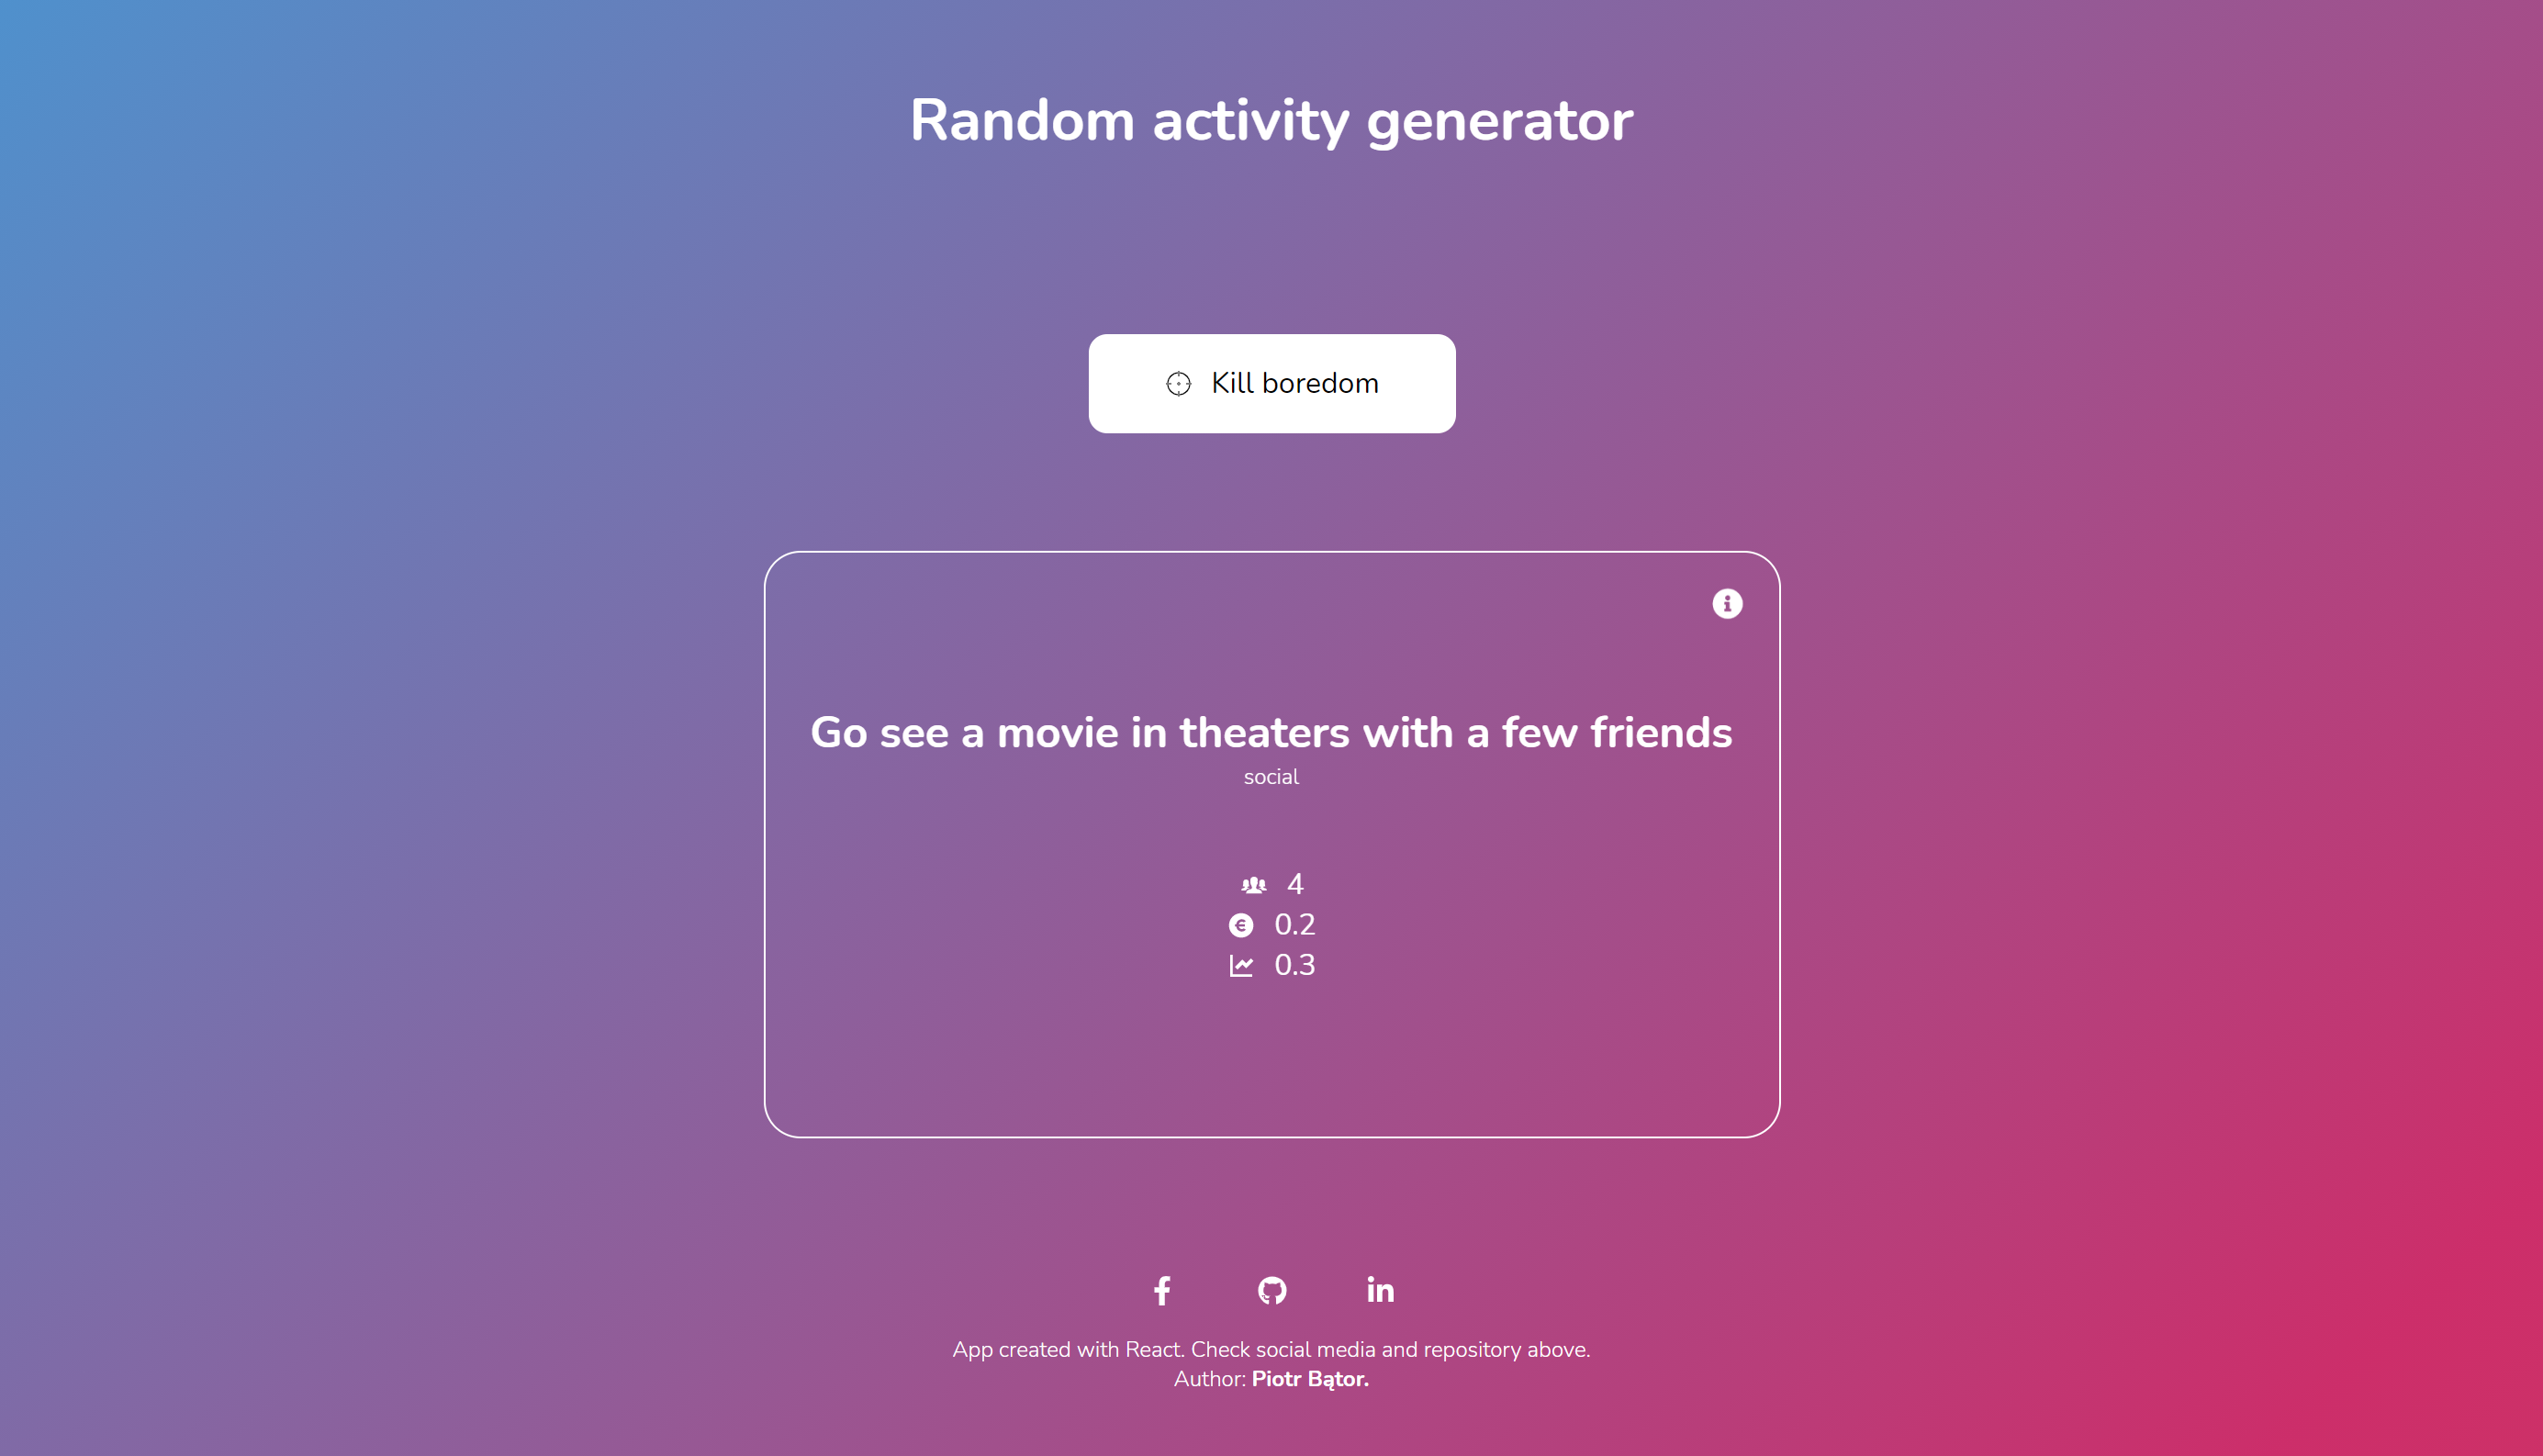 Random activity generator
Kill boredom
Go see a movie in theaters with a few friends
social
4
0.2
0.3
App created with React. Check social media and repository above.
Author: Piotr Bątor.